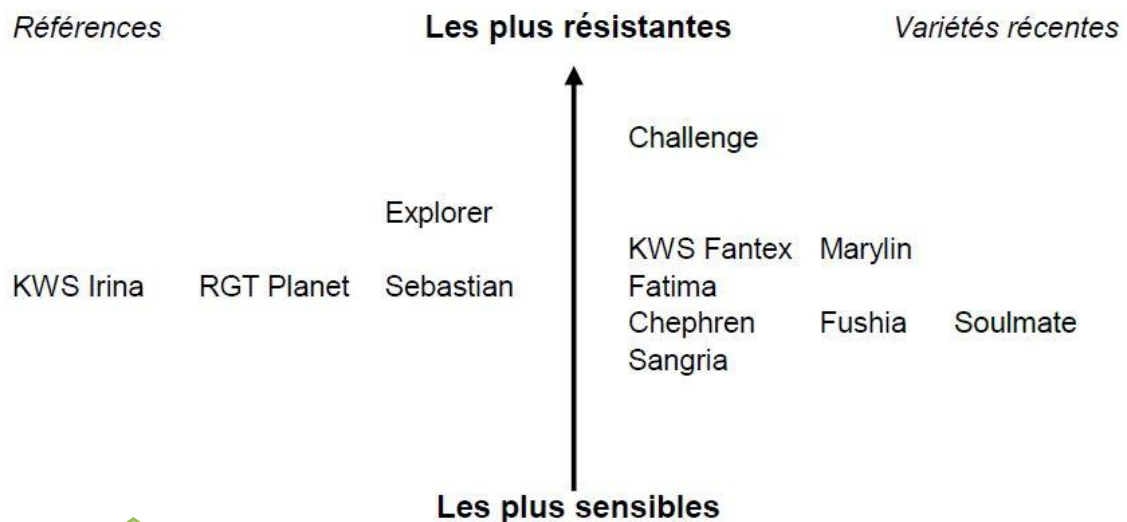 Références Les plus résistantes Variétés récentes
Challenge
Explorer
KWS Fantex Marylin
KWS Irina RGT Planet Sebastian Fatima
Chephren Fushia Soulmate
Sangria
Les plus sensibles